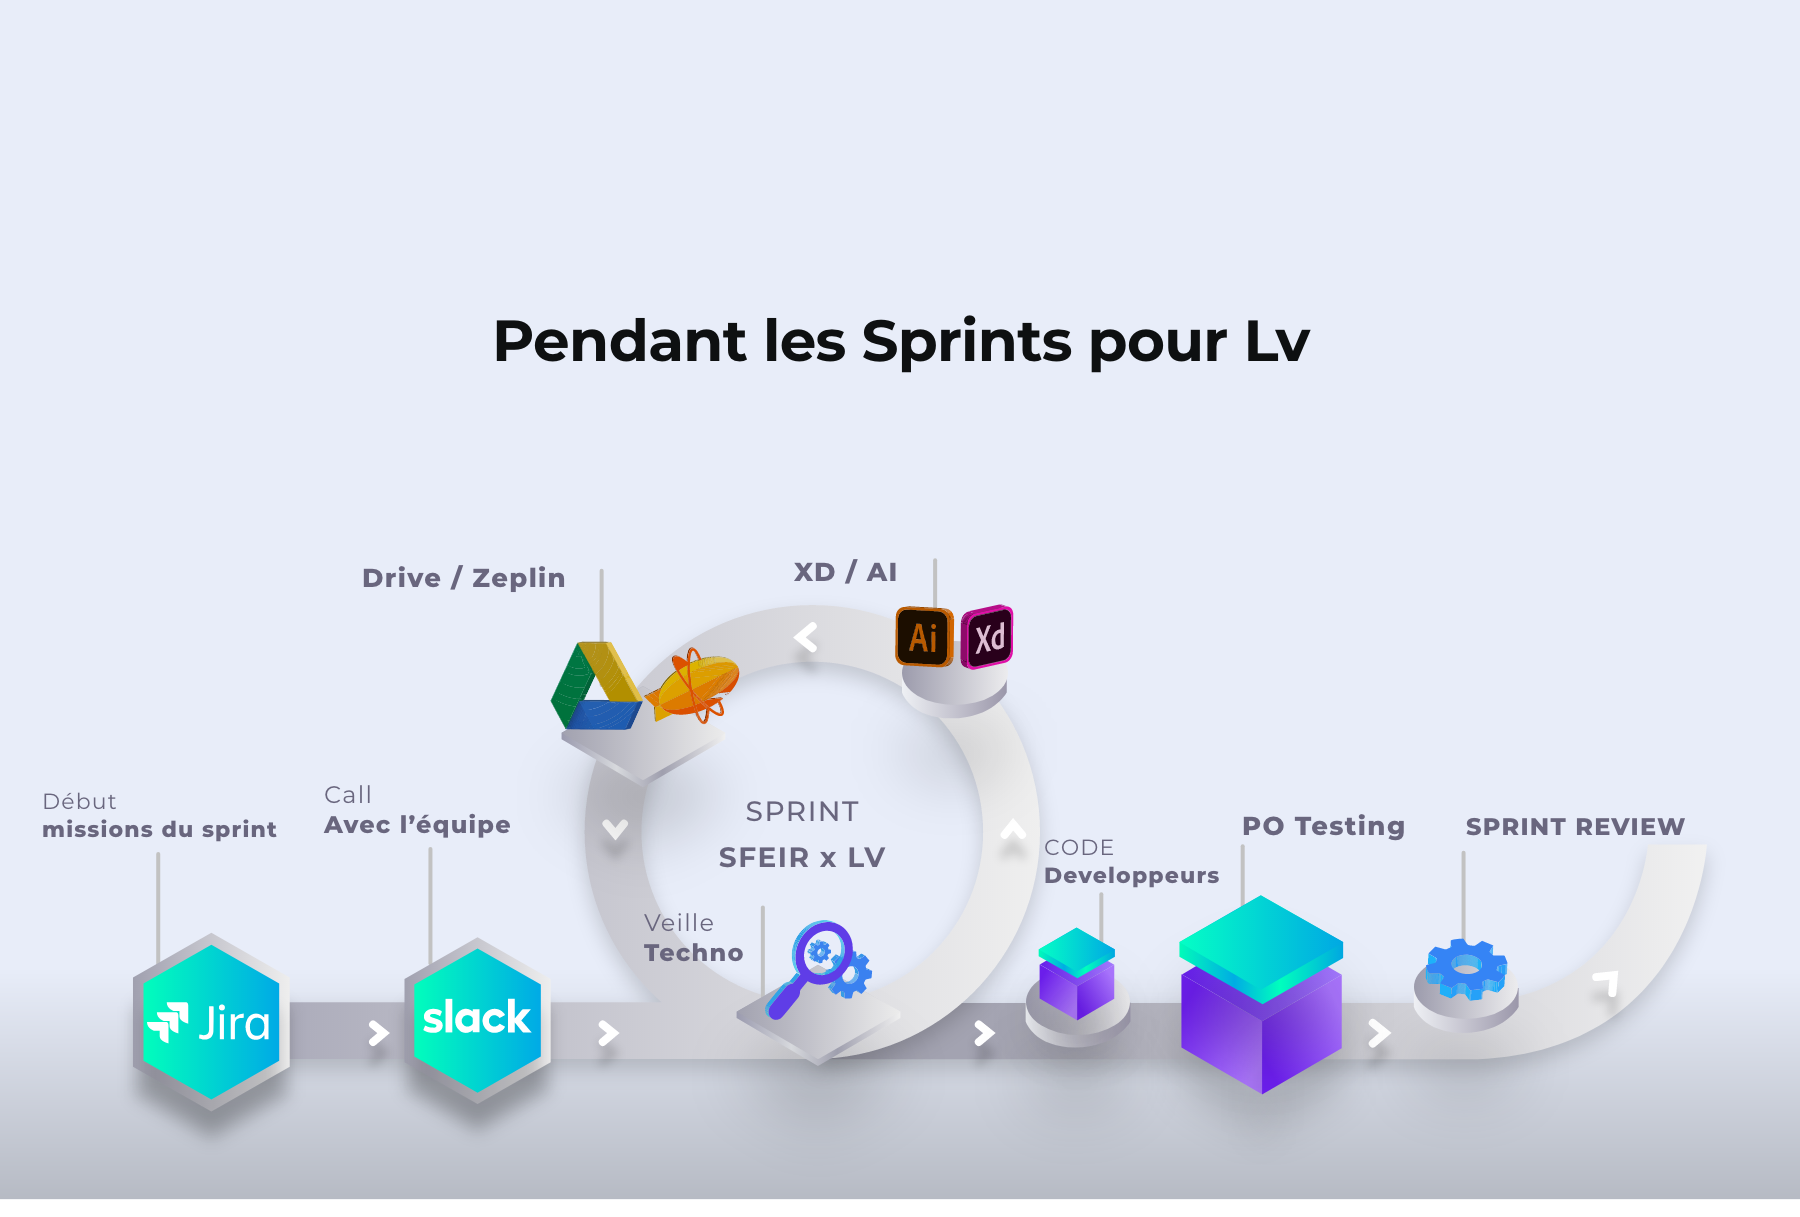 Pendant les Sprints pour Lv
Drive / Zeplin
XD / AI
Ai
Xd
Début
missions du sprint
Call
Avec l’équipe
SPRINT
SFEIR x LV
Veille
Techno
CODE
Developpeurs
PO Testing
SPRINT REVIEW
Jira
slack